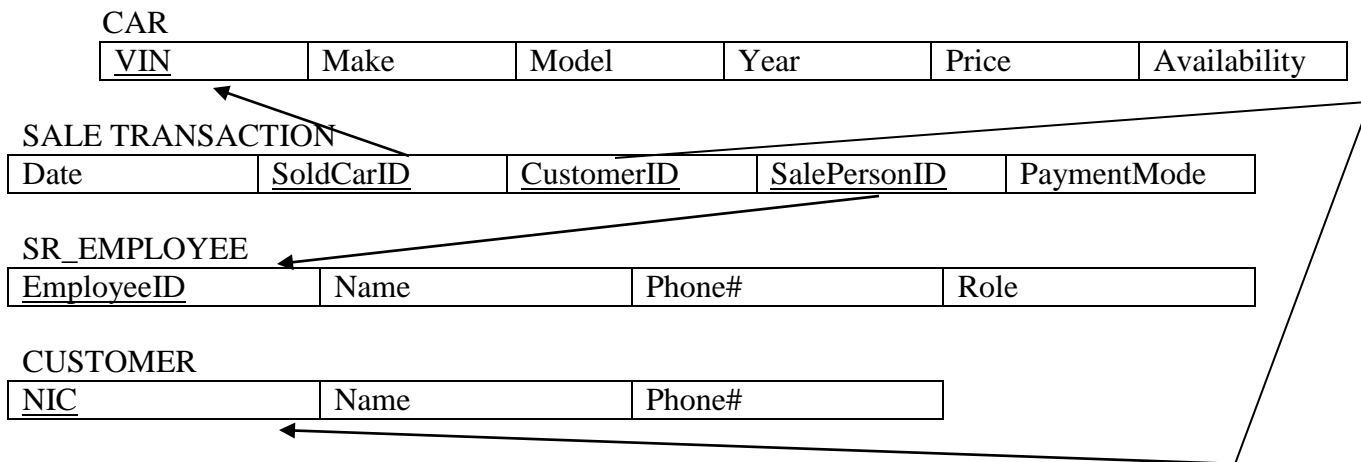 CAR
VIN Make Model Year Price Availability
SALE TRANSACTION
Date SoldCarID CustomerID SalePersonID PaymentMode
SR_EMPLOYEE
EmployeeID Name Phone# Role
CUSTOMER
NIC Name Phone#